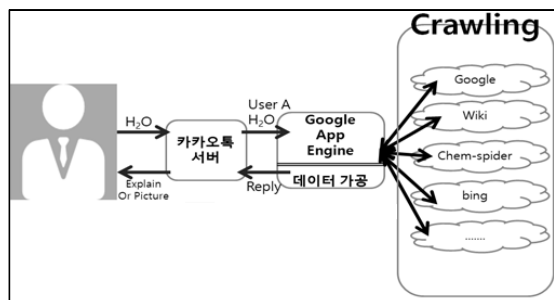 Crawling
H₂O
Explain
Or Picture
카카오톡
서버
User A
H₂O
Reply
Google
App
Engine
데이터 가공
Google
Wiki
Chem-spider
bing
.......